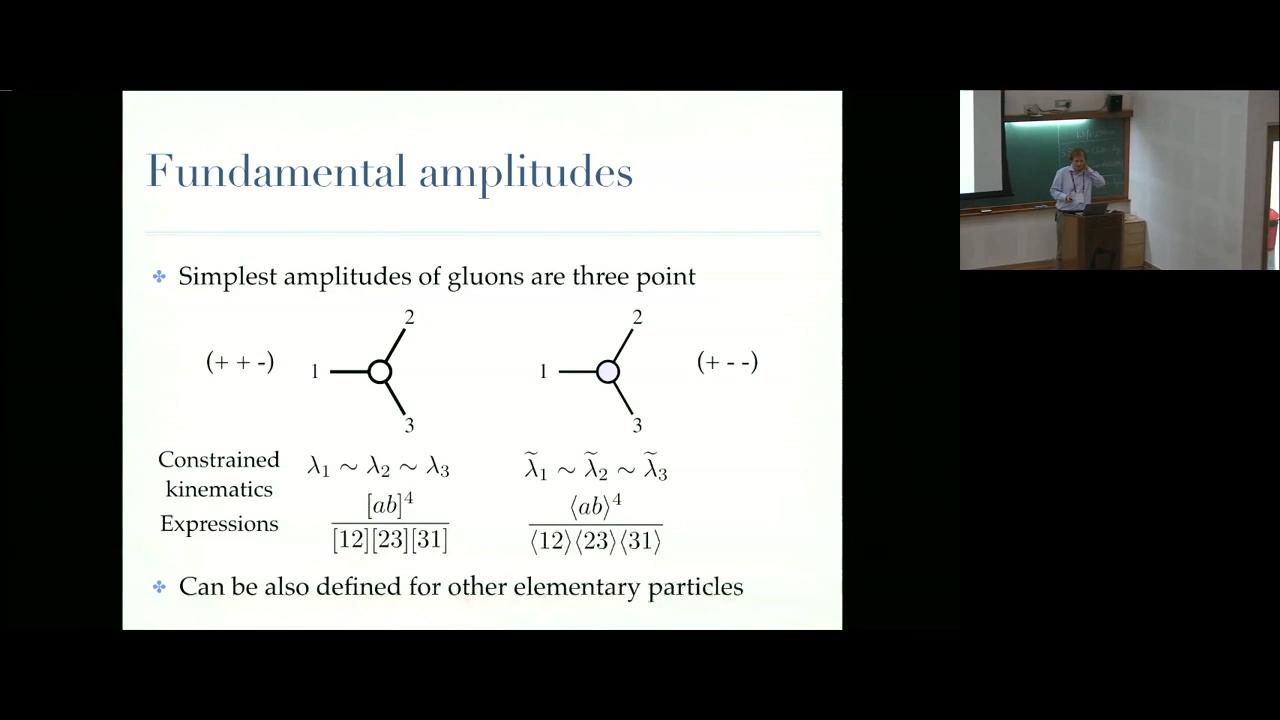 Fundamental amplitudes
Simplest amplitudes of gluons are three point
(+ + -) 1 2 3 1 2 3 (+ - -)
Constrained kinematics λ₁ ~ λ₂ ~ λ₃ λ̃₁ ~ λ̃₂ ~ λ̃₃
Expressions [ab]⁴ / [12][23][31] ⟨ab⟩⁴ / ⟨12⟩⟨23⟩⟨31⟩
Can be also defined for other elementary particles